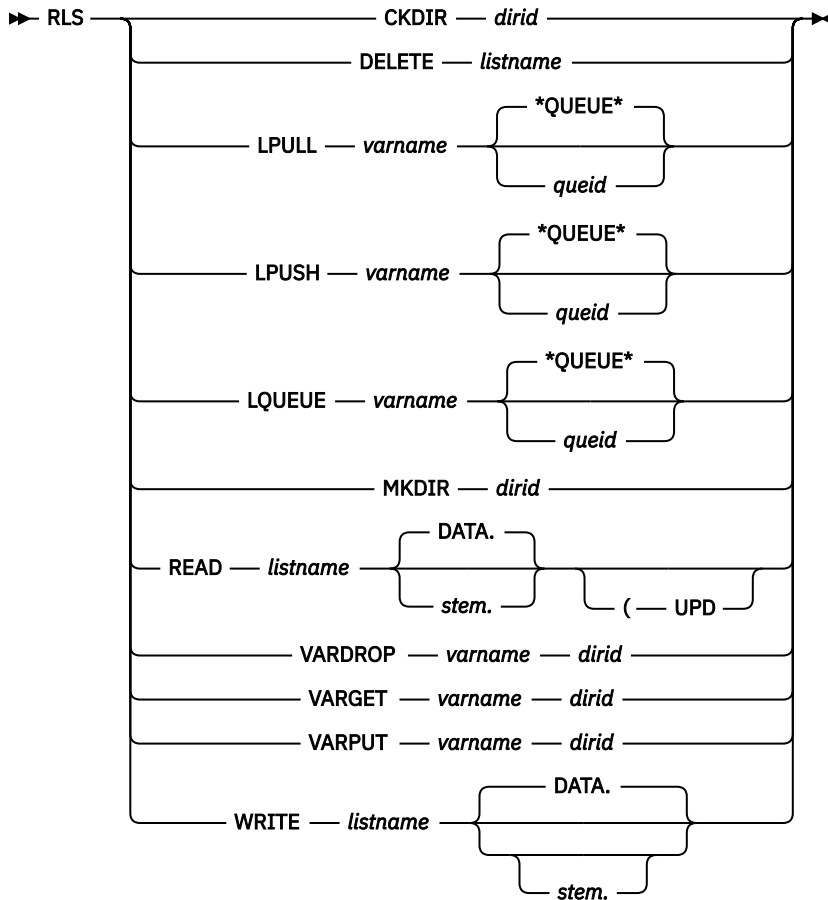 RLS CKDIR dirid
DELETE listname
*QUEUE*
LPULL varname
queid
*QUEUE*
LPUSH varname
queid
*QUEUE*
LQUEUE varname
queid
MKDIR dirid
DATA.
READ listname
stem. ( UPD
VARDROP varname dirid
VARGET varname dirid
VARPUT varname dirid
DATA.
WRITE listname
stem.